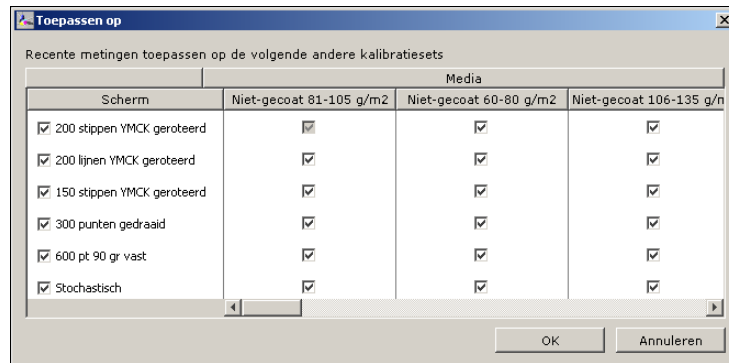 Toepassen op
Recente metingen toepassen op de volgende andere kalibratiesets
Media
Scherm Niet-gecoat 81-105 g/m2 Niet-gecoat 60-80 g/m2 Niet-gecoat 106-135 g/m
200 stippen YMCK geroteerd
200 lijnen YMCK geroteerd
150 stippen YMCK geroteerd
300 punten gedraaid
600 pt 90 gr vast
Stochastisch
OK Annuleren